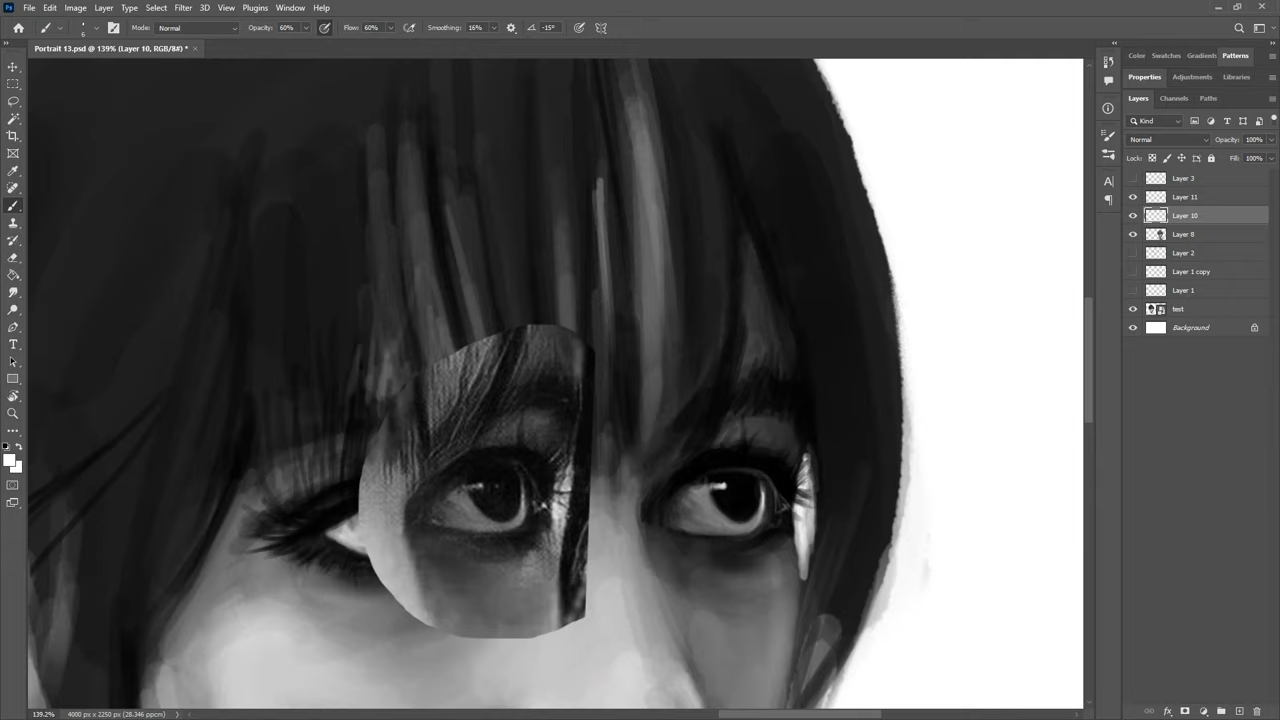 Ps File Edit Image Layer Type Select Filter 3D View Plugins Window Help
6 Mode: Normal Opacity: 60% Flow: 60% Smoothing: 16% -15°
Portrait 13.psd @ 139% (Layer 10, RGB/8#) * ×
Color Swatches Gradients Patterns
Properties Adjustments Libraries
Layers Channels Paths
Kind
Normal Opacity: 100%
Lock: Fill: 100%
Layer 3
Layer 11
Layer 10
Layer 8
Layer 2
Layer 1 copy
Layer 1
test
Background
139.2% 4000 px x 2250 px (28.346 ppcm)